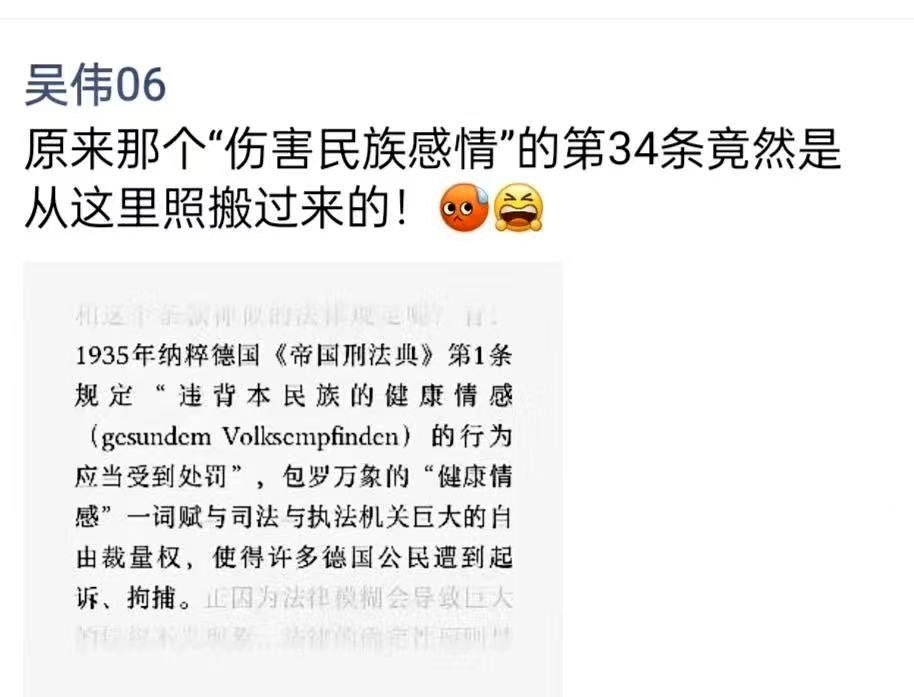 吴伟06
原来那个“伤害民族感情”的第34条竟然是
从这里照搬过来的！
1935年纳粹德国《帝国刑法典》第1条
规定“违背本民族的健康情感
（gesundem Volksempfinden）的行为
应当受到处罚”，包罗万象的“健康情
感”一词赋与司法与执法机关巨大的自
由裁量权，使得许多德国公民遭到起
诉、拘捕。正因为法律模糊会导致巨大